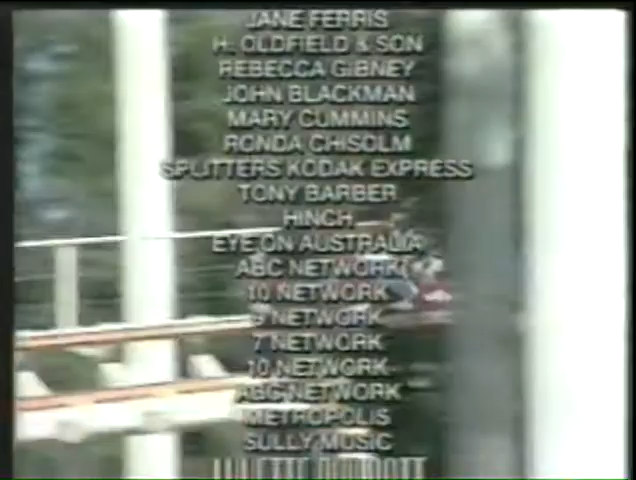 JANE FERRIS
H. OLDFIELD & SON
REBECCA GIBNEY
JOHN BLACKMAN
MARY CUMMINS
RONDA CHISOLM
SPLITTERS KODAK EXPRESS
TONY BARBER
HINCH
EYE ON AUSTRALIA
ABC NETWORK
10 NETWORK
9 NETWORK
7 NETWORK
10 NETWORK
ABC NETWORK
METROPOLIS
SULLY MUSIC